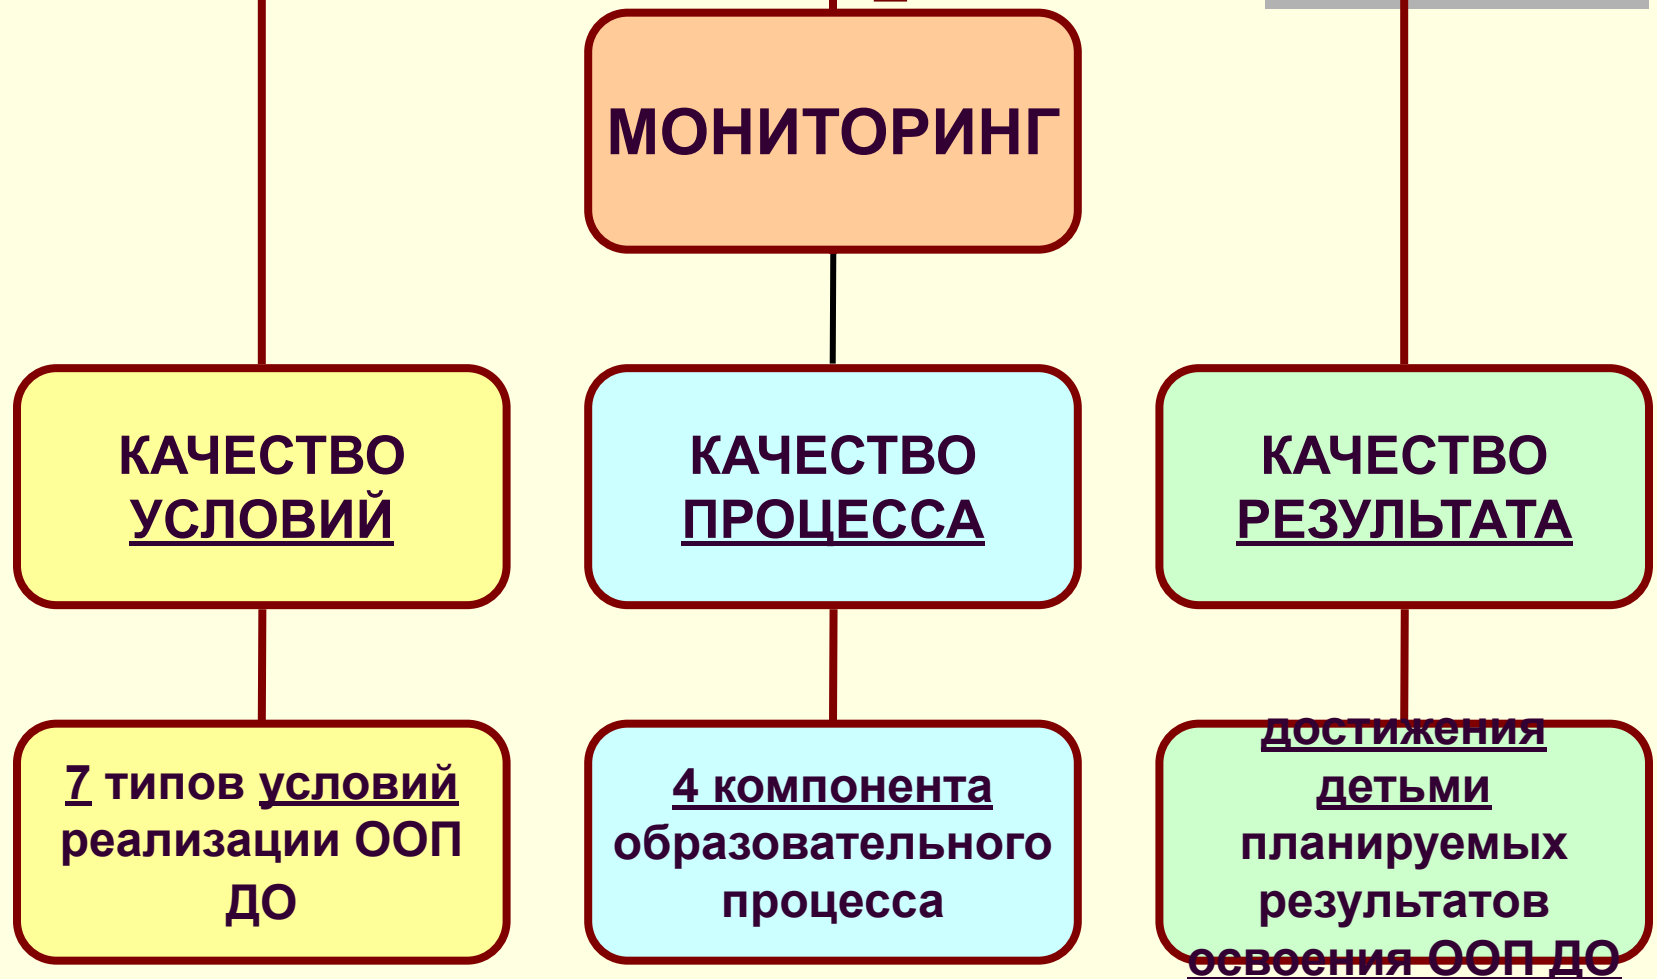 МОНИТОРИНГ
КАЧЕСТВО
УСЛОВИЙ
КАЧЕСТВО
ПРОЦЕССА
КАЧЕСТВО
РЕЗУЛЬТАТА
7 типов условий
реализации ООП
ДО
4 компонента
образовательного
процесса
достижения
детьми
планируемых
результатов
освоения ООП ДО